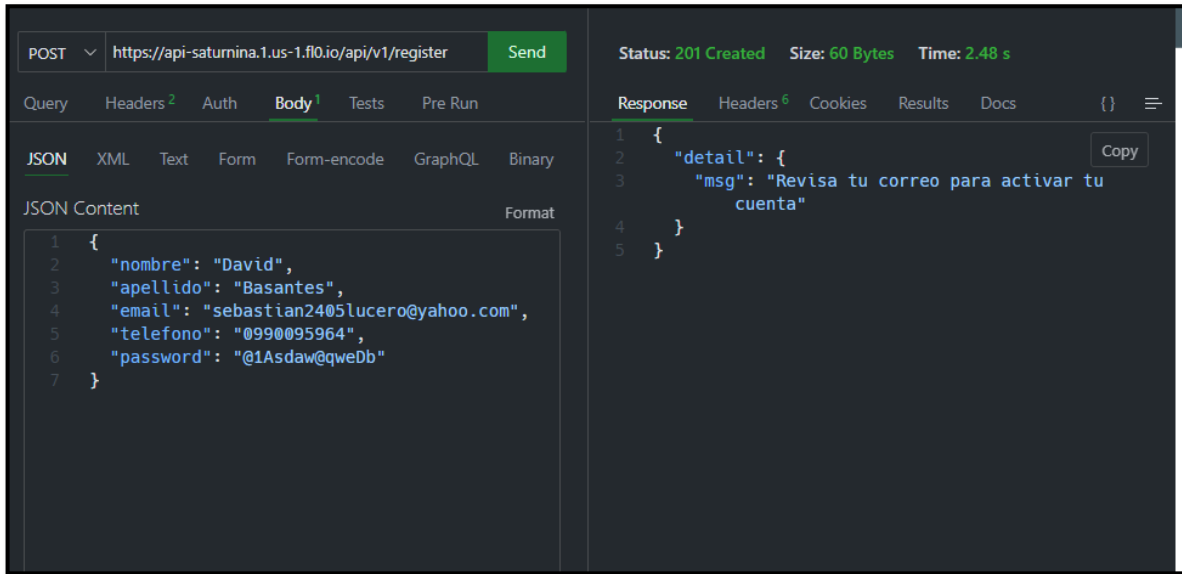 POST https://api-saturnina.1.us-1.fl0.io/api/v1/register Send
Query Headers 2 Auth Body 1 Tests Pre Run
JSON XML Text Form Form-encode GraphQL Binary
JSON Content Format
1 {
2 "nombre": "David",
3 "apellido": "Basantes",
4 "email": "sebastian2405lucero@yahoo.com",
5 "telefono": "0990095964",
6 "password": "@1Asdaw@qweDb"
7 }
Status: 201 Created Size: 60 Bytes Time: 2.48 s
Response Headers 6 Cookies Results Docs {}
Copy
1 {
2 "detail": {
3 "msg": "Revisa tu correo para activar tu
cuenta"
4 }
5 }